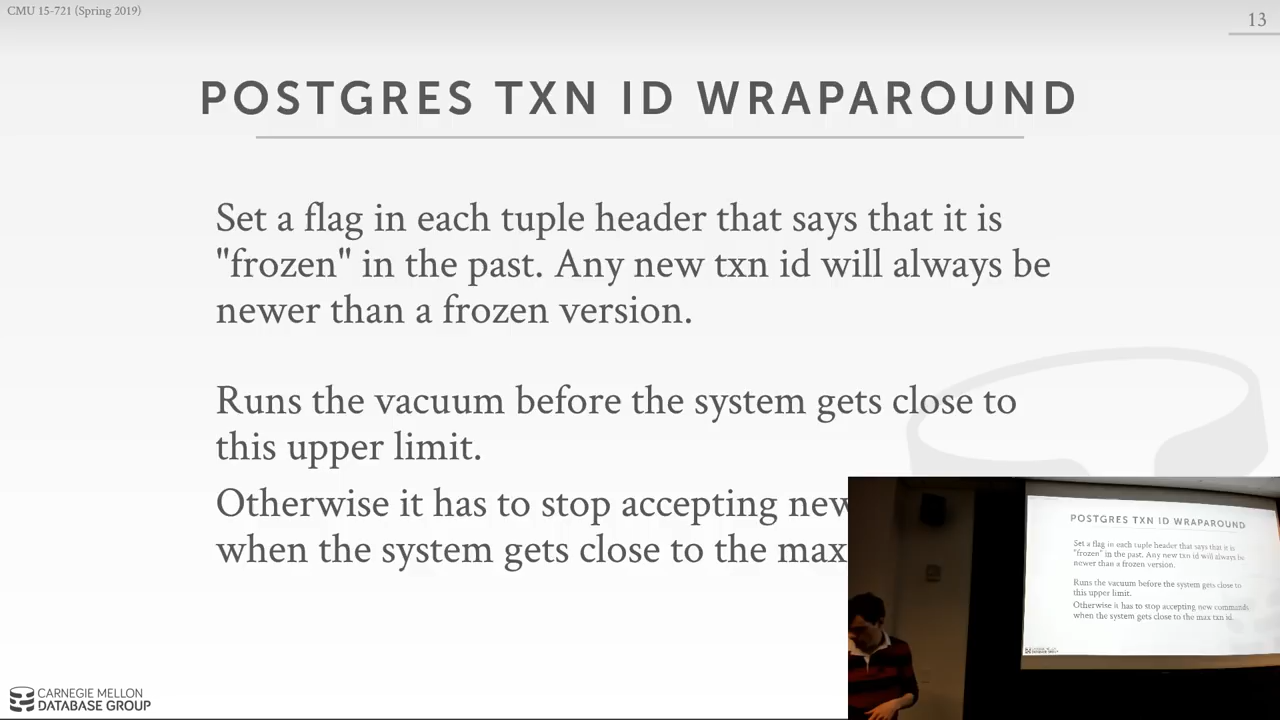 CMU 15-721 (Spring 2019)
13
POSTGRES TXN ID WRAPAROUND
Set a flag in each tuple header that says that it is
"frozen" in the past. Any new txn id will always be
newer than a frozen version.
Runs the vacuum before the system gets close to
this upper limit.
Otherwise it has to stop accepting new
when the system gets close to the max
CARNEGIE MELLON
DATABASE GROUP
POSTGRES TXN ID WRAPAROUND
Set a flag in each tuple header that says that it is
"frozen" in the past. Any new txn id will always be
newer than a frozen version.
Runs the vacuum before the system gets close to
this upper limit.
Otherwise it has to stop accepting new commands
when the system gets close to the max txn id.